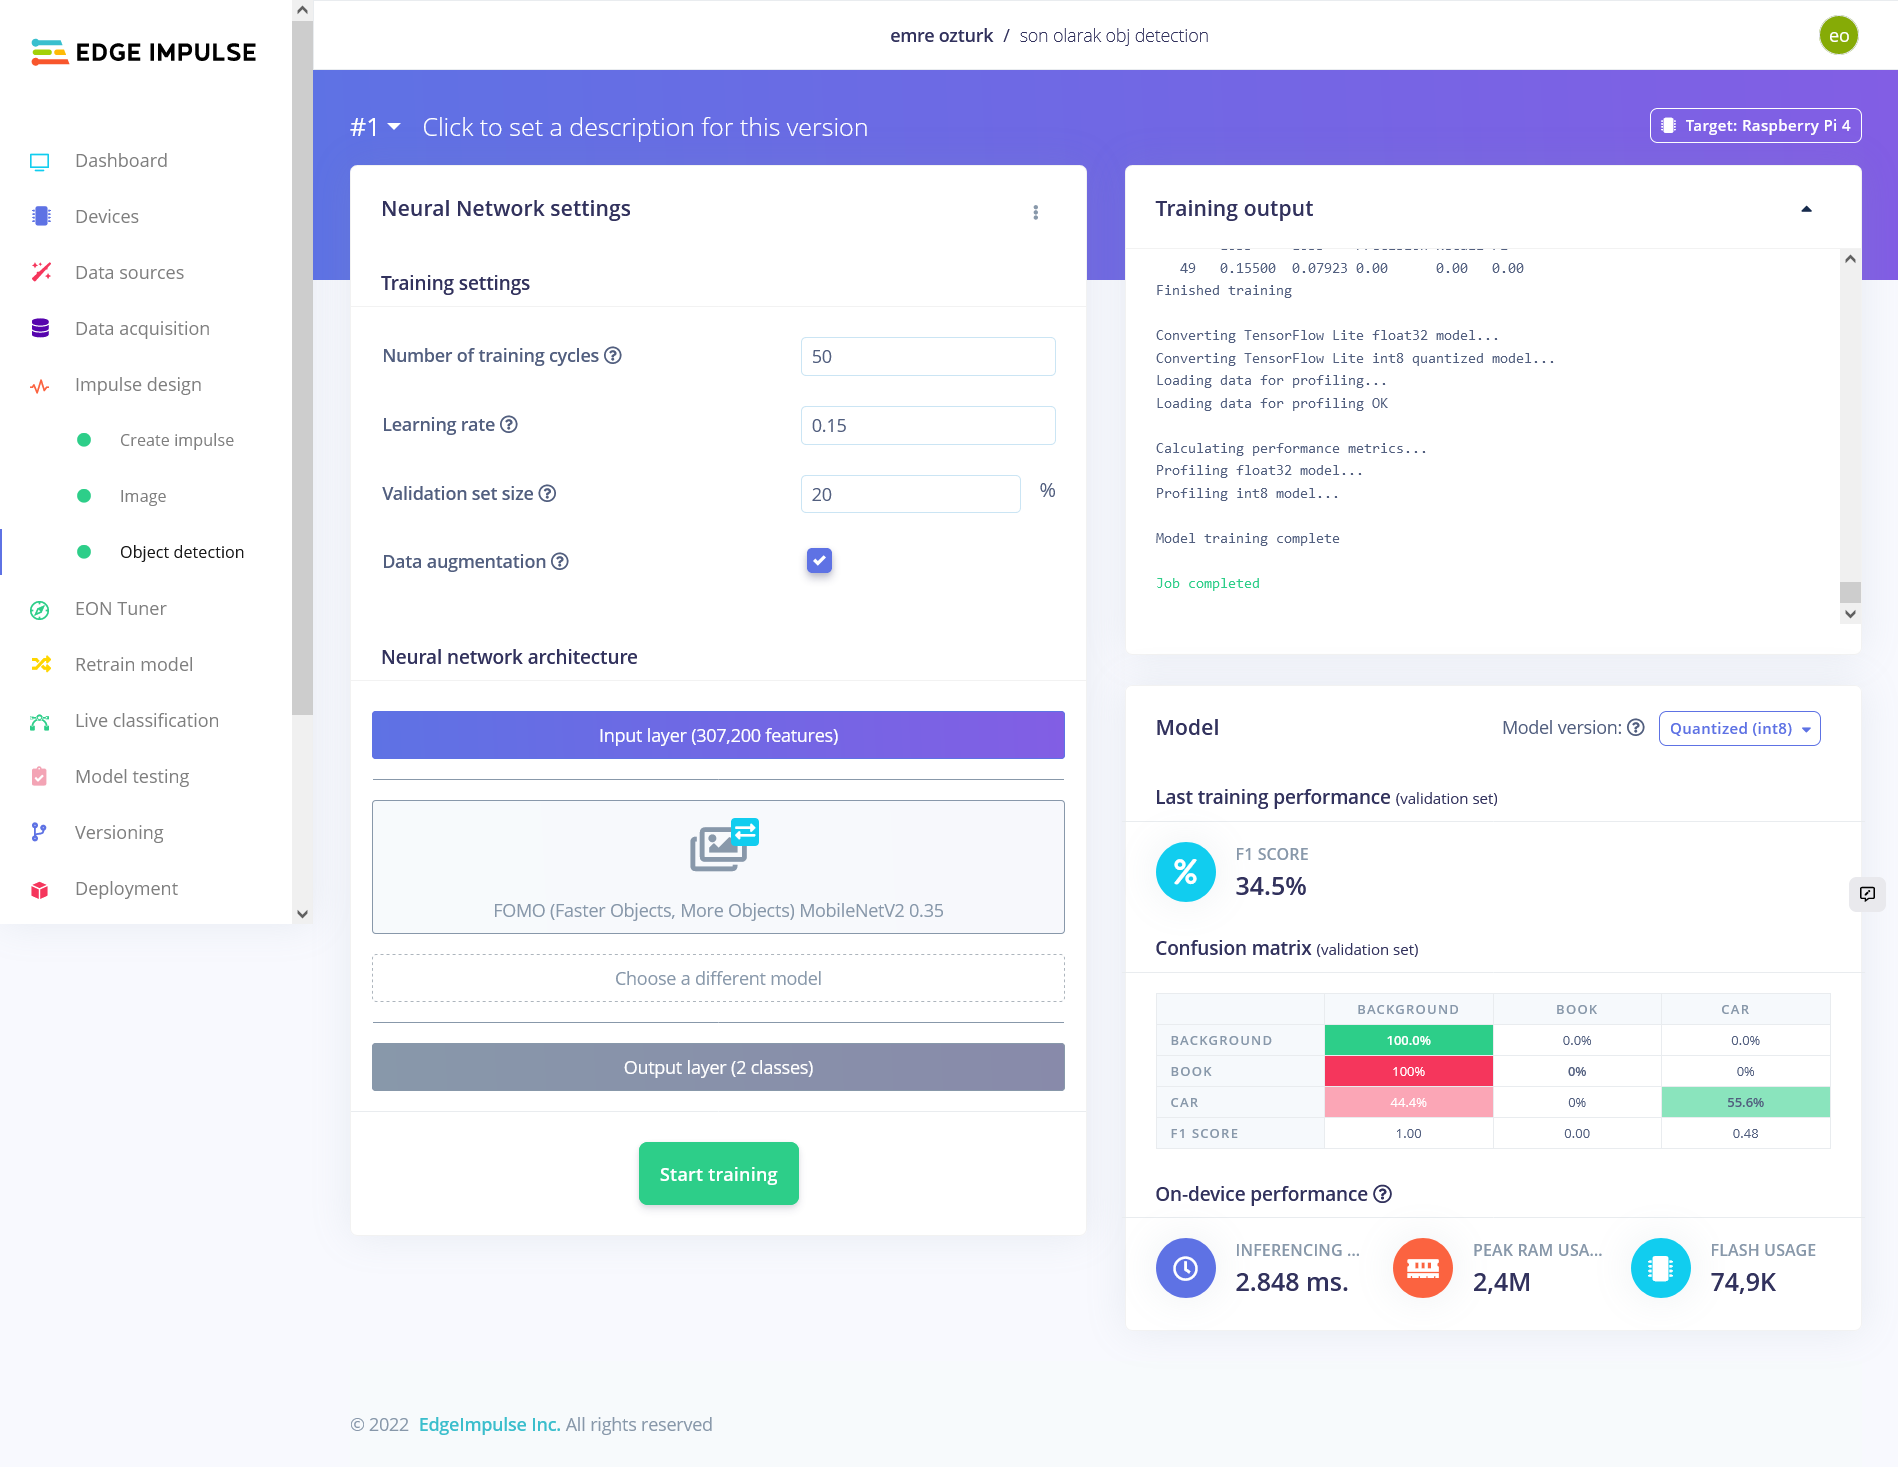 EDGE IMPULSE
Dashboard
Devices
Data sources
Data acquisition
Impulse design
Create impulse
Image
Object detection
EON Tuner
Retrain model
Live classification
Model testing
Versioning
Deployment
emre ozturk / son olarak obj detection
eo
#1 Click to set a description for this version
Target: Raspberry Pi 4
Neural Network settings
Training settings
Number of training cycles 50
Learning rate 0.15
Validation set size 20 %
Data augmentation
Neural network architecture
Input layer (307,200 features)
FOMO (Faster Objects, More Objects) MobileNetV2 0.35
Choose a different model
Output layer (2 classes)
Start training
Training output
49 0.15500 0.07923 0.00 0.00 0.00
Finished training
Converting TensorFlow Lite float32 model...
Converting TensorFlow Lite int8 quantized model...
Loading data for profiling...
Loading data for profiling OK
Calculating performance metrics...
Profiling float32 model...
Profiling int8 model...
Model training complete
Job completed
Model
Model version: Quantized (int8)
Last training performance (validation set)
%
F1 SCORE
34.5%
Confusion matrix (validation set)
BACKGROUND BOOK CAR
BACKGROUND 100.0% 0.0% 0.0%
BOOK 100% 0% 0%
CAR 44.4% 0% 55.6%
F1 SCORE 1.00 0.00 0.48
On-device performance
INFERENCING ...
2.848 ms.
PEAK RAM USA...
2,4M
FLASH USAGE
74,9K
© 2022 EdgeImpulse Inc. All rights reserved